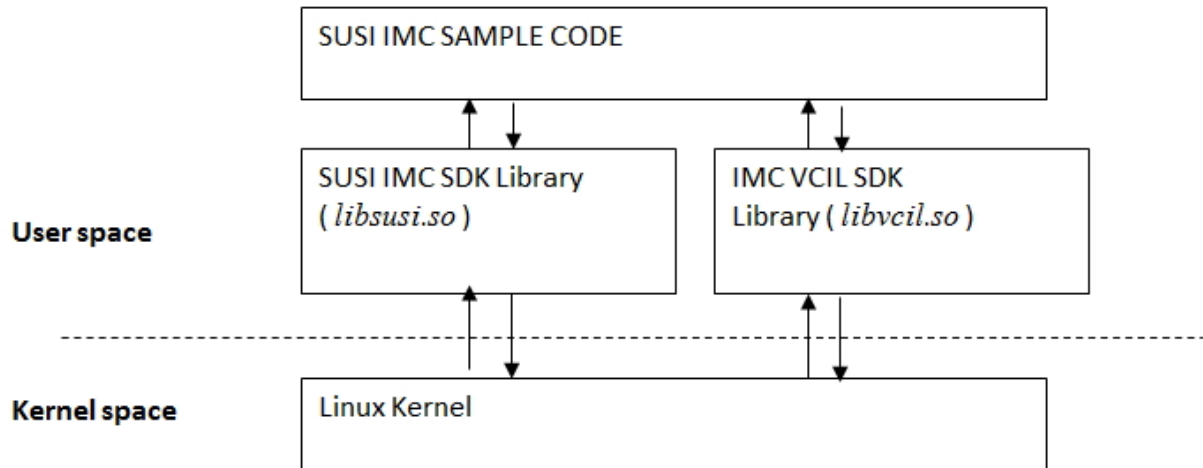 SUSI IMC SAMPLE CODE
SUSI IMC SDK Library
( libsusi.so )
IMC VCIL SDK
Library ( libvcil.so )
User space
Kernel space
Linux Kernel